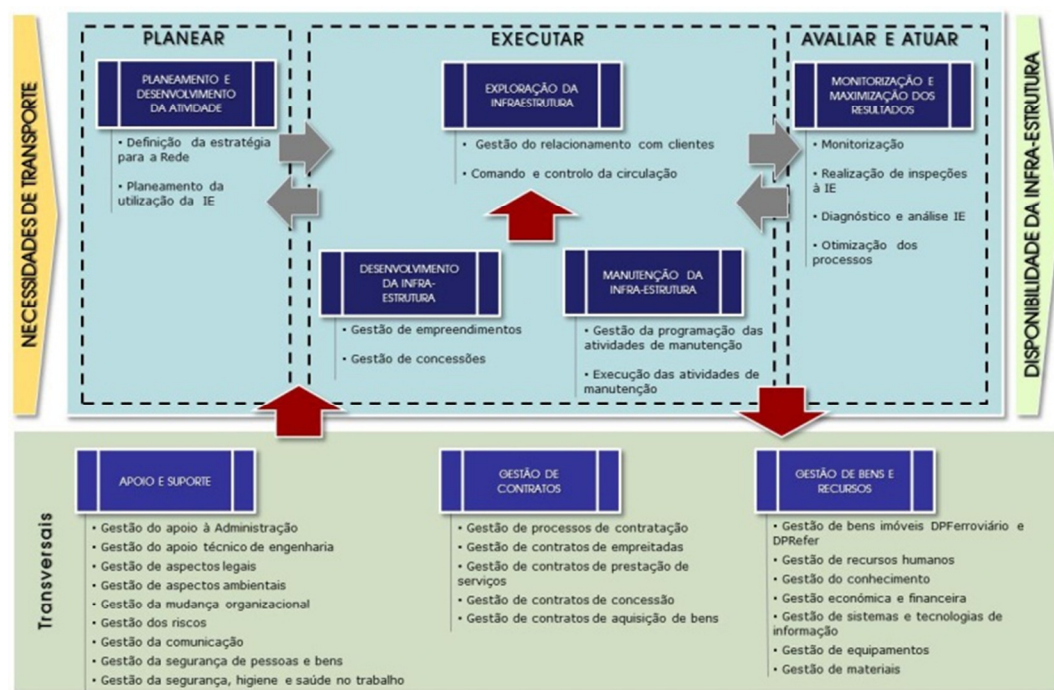 NECESSIDADES DE TRANSPORTE
PLANEAR
PLANEAMENTO E
DESENVOLVIMENTO
DA ATIVIDADE
• Definição da estratégia
para a Rede
• Planeamento da
utilização da IE
EXECUTAR
EXPLORAÇÃO DA
INFRAESTRUTURA
• Gestão do relacionamento com clientes
• Comando e controlo da circulação
DESENVOLVIMENTO
DA INFRA-
ESTRUTURA
• Gestão de empreendimentos
• Gestão de concessões
MANUTENÇÃO DA
INFRA-ESTRUTURA
• Gestão da programação das
atividades de manutenção
• Execução das atividades de
manutenção
AVALIAR E ATUAR
MONITORIZAÇÃO E
MAXIMIZAÇÃO DOS
RESULTADOS
• Monitorização
• Realização de inspeções
à IE
• Diagnóstico e análise IE
• Otimização dos
processos
DISPONIBILIDADE DA INFRA-ESTRUTURA
Transversais
APOIO E SUPORTE
• Gestão do apoio à Administração
• Gestão do apoio técnico de engenharia
• Gestão de aspectos legais
• Gestão de aspectos ambientais
• Gestão da mudança organizacional
• Gestão dos riscos
• Gestão da comunicação
• Gestão da segurança de pessoas e bens
• Gestão da segurança, higiene e saúde no trabalho
GESTÃO DE
CONTRATOS
• Gestão de processos de contratação
• Gestão de contratos de empreitadas
• Gestão de contratos de prestação de
serviços
• Gestão de contratos de concessão
• Gestão de contratos de aquisição de bens
GESTÃO DE BENS E
RECURSOS
• Gestão de bens imóveis DPFerroviário e
DPRefer
• Gestão de recursos humanos
• Gestão do conhecimento
• Gestão económica e financeira
• Gestão de sistemas e tecnologias de
informação
• Gestão de equipamentos
• Gestão de materiais